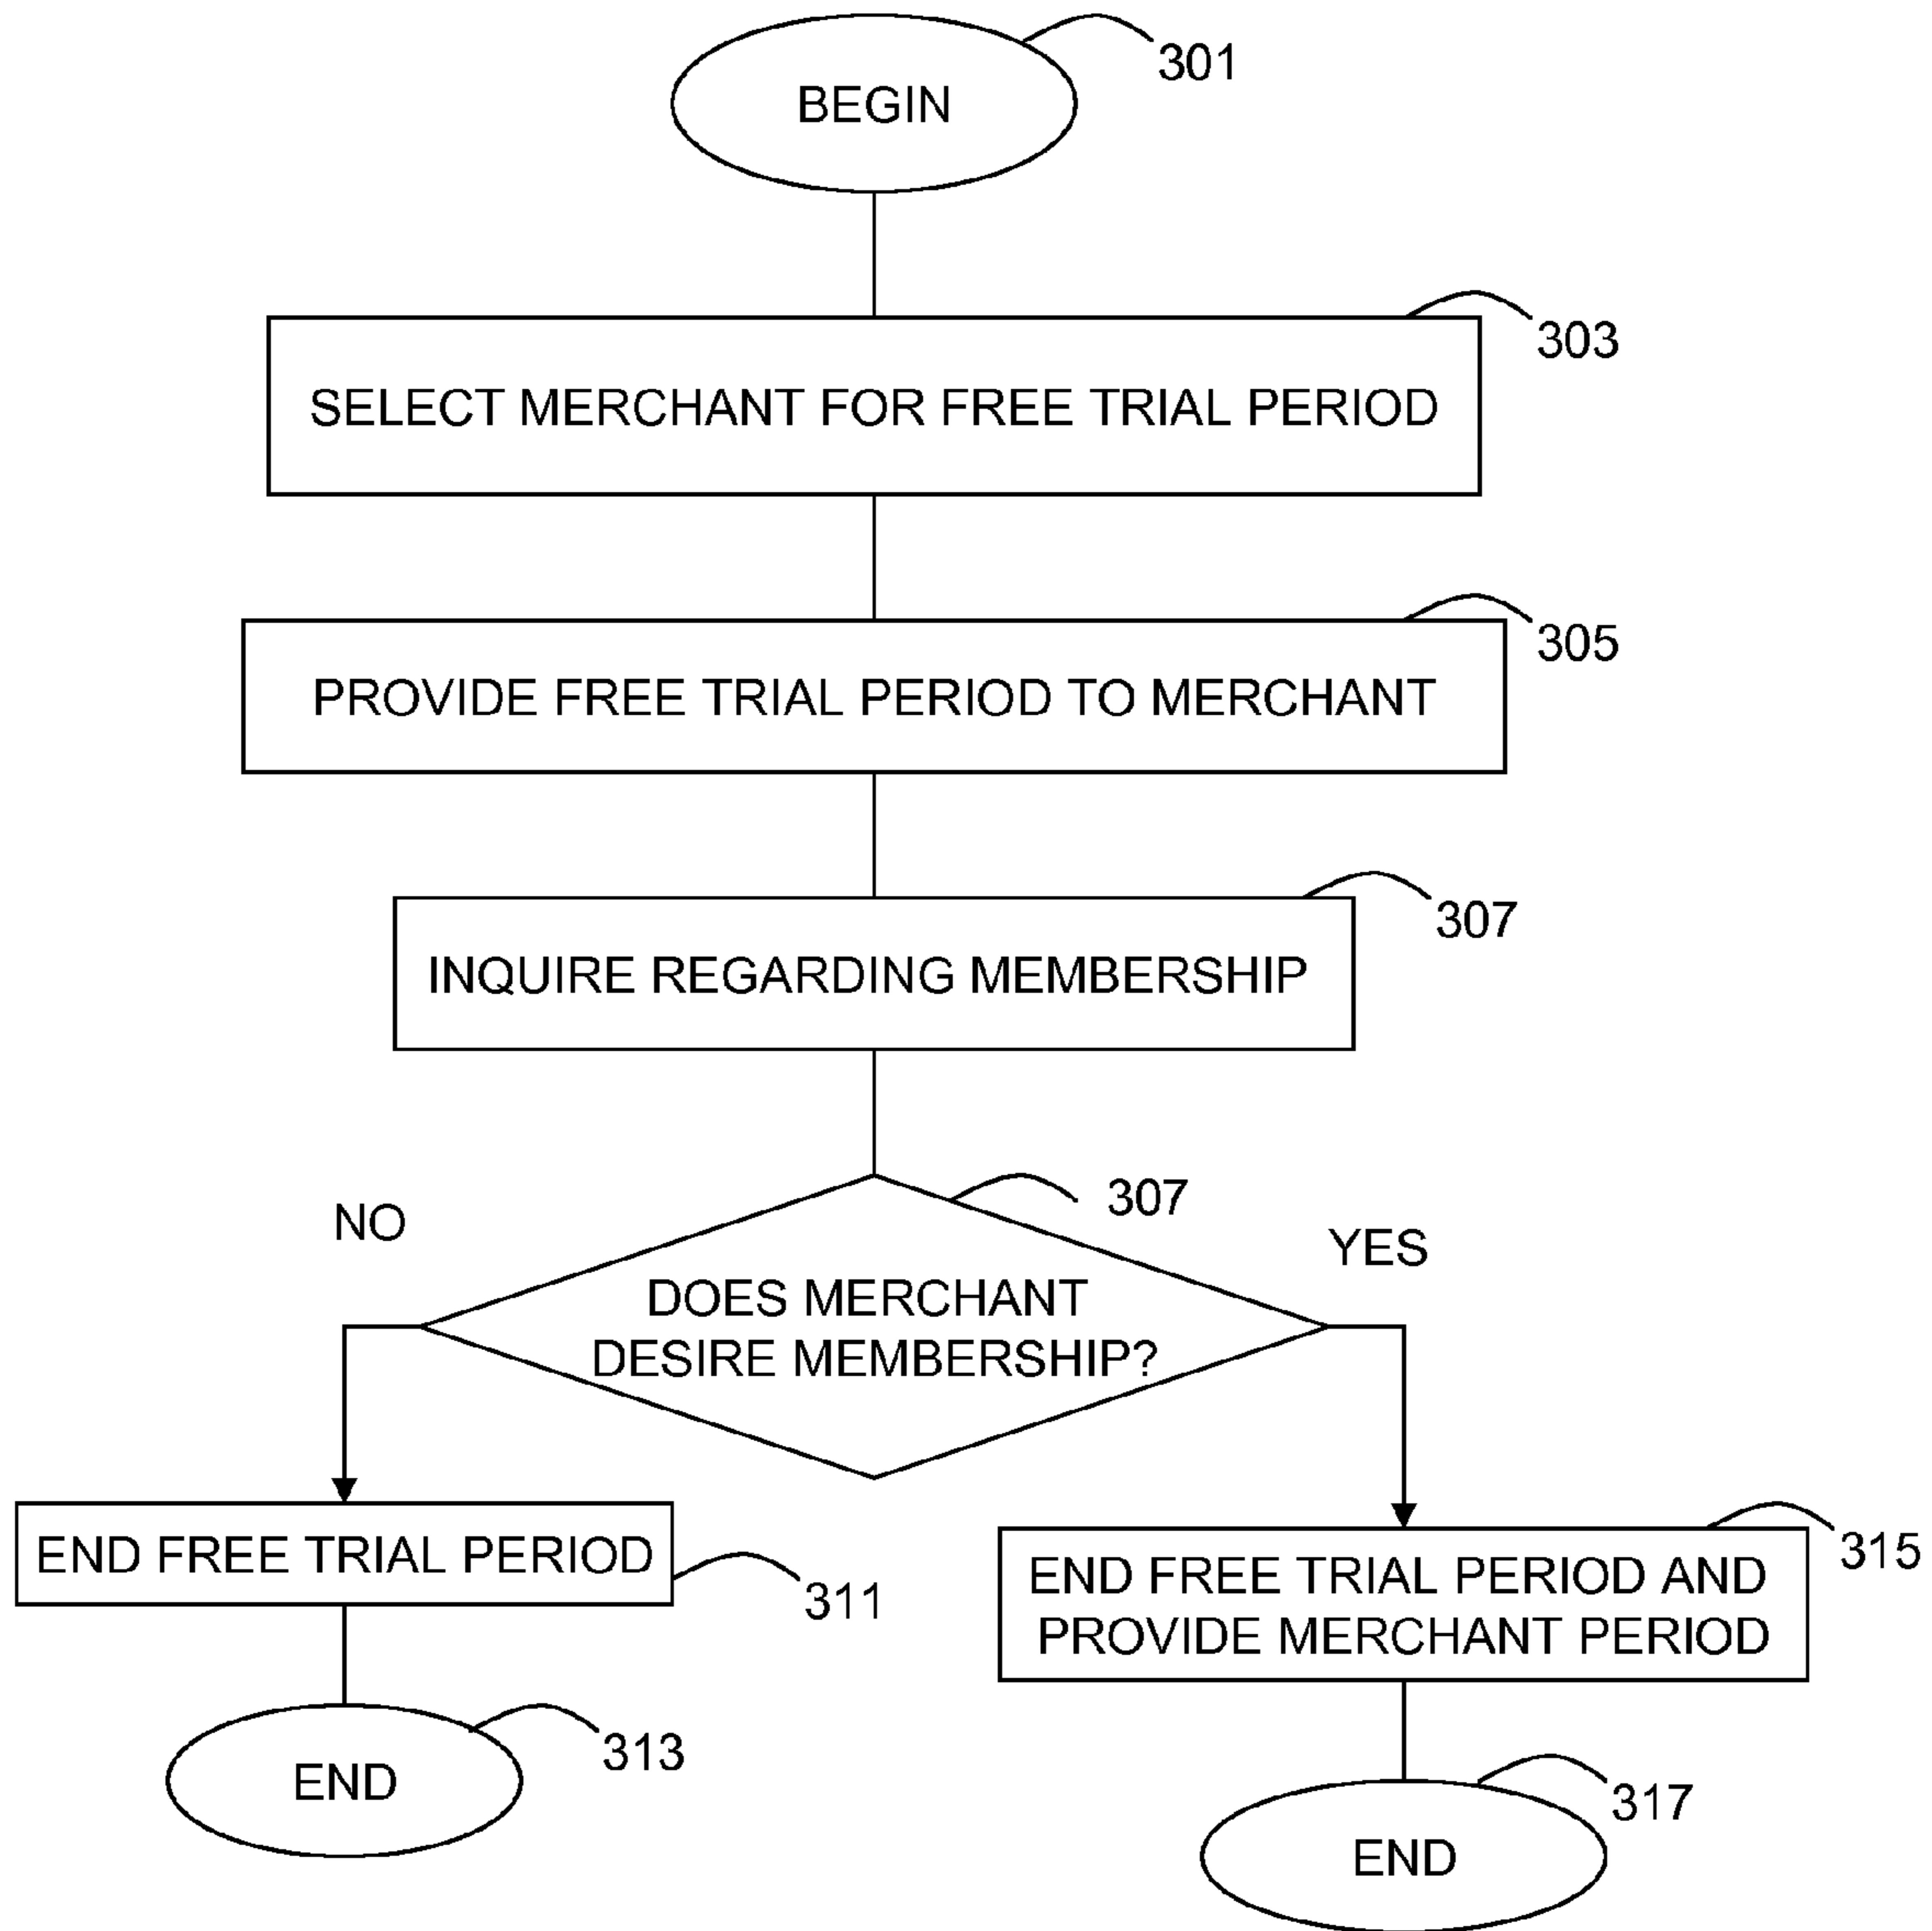 BEGIN
301
303
SELECT MERCHANT FOR FREE TRIAL PERIOD
305
PROVIDE FREE TRIAL PERIOD TO MERCHANT
307
INQUIRE REGARDING MEMBERSHIP
307
NO
YES
DOES MERCHANT
DESIRE MEMBERSHIP?
END FREE TRIAL PERIOD
311
END
313
315
END FREE TRIAL PERIOD AND
PROVIDE MERCHANT PERIOD
317
END